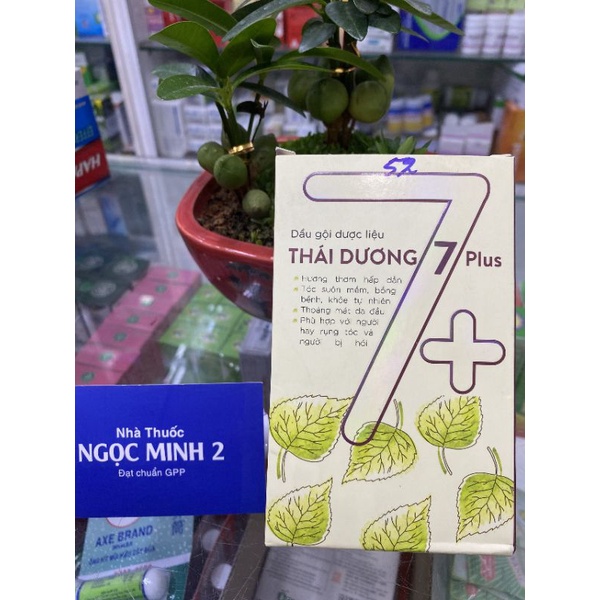 52
Dầu gội dược liệu
THÁI DƯƠNG 7 Plus
7+
Hương thơm hấp dẫn
Tóc suôn mềm, bồng
bềnh, khỏe tự nhiên
Thoáng mát da đầu
Phù hợp với người
hay rụng tóc và
người bị hói
Nhà Thuốc
NGỌC MINH 2
Đạt chuẩn GPP
AXE BRAND